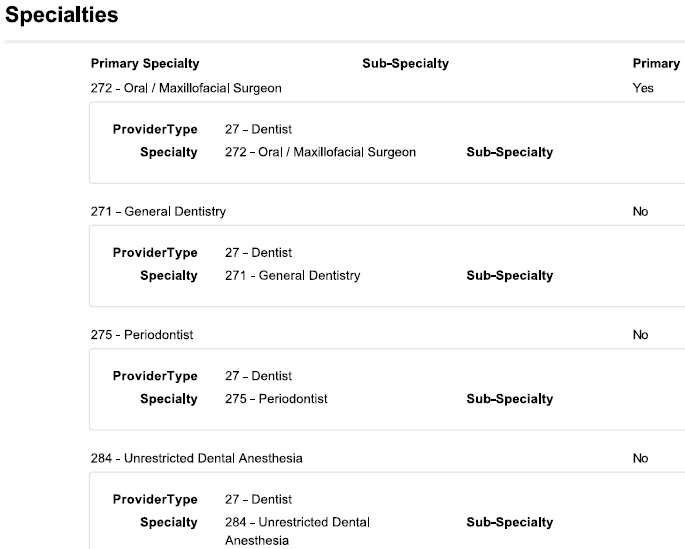 Specialties
Primary Specialty Sub-Specialty Primary
272 - Oral / Maxillofacial Surgeon Yes
ProviderType 27 - Dentist
Specialty 272 - Oral / Maxillofacial Surgeon Sub-Specialty
271 - General Dentistry No
ProviderType 27 - Dentist
Specialty 271 - General Dentistry Sub-Specialty
275 - Periodontist No
ProviderType 27 - Dentist
Specialty 275 - Periodontist Sub-Specialty
284 - Unrestricted Dental Anesthesia No
ProviderType 27 - Dentist
Specialty 284 - Unrestricted Dental Sub-Specialty
Anesthesia